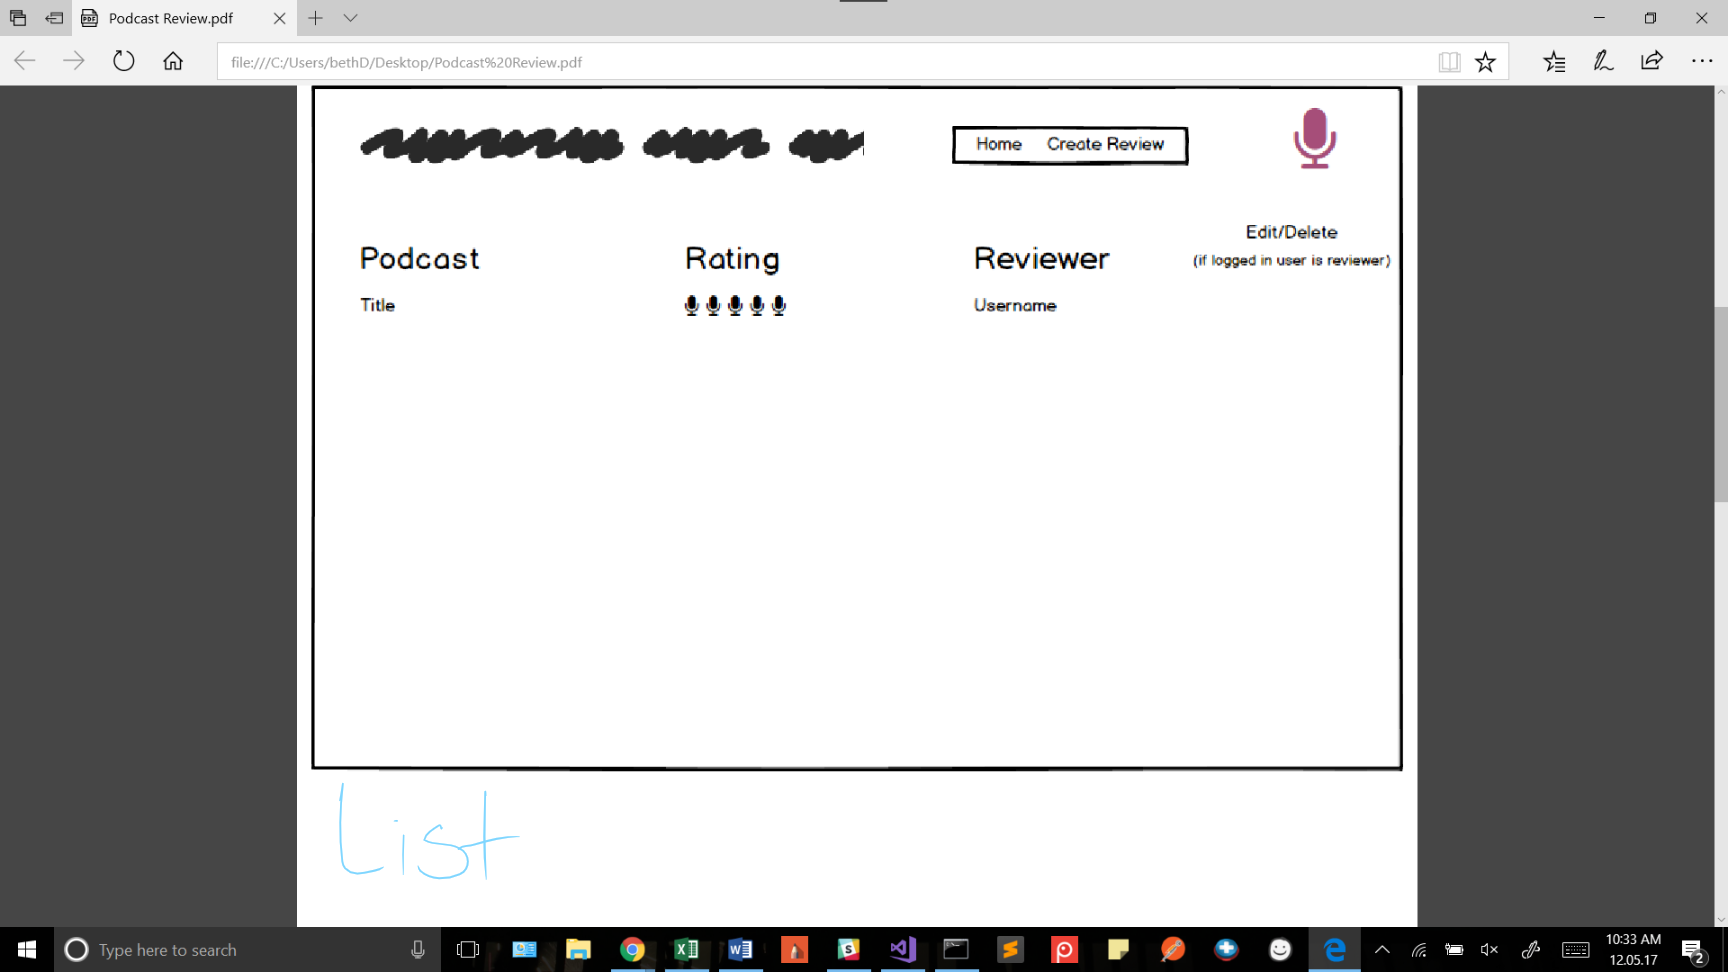 Podcast Review.pdf
file:///C:/Users/bethD/Desktop/Podcast%20Review.pdf
Home Create Review
Edit/Delete
Podcast Rating Reviewer (if logged in user is reviewer)
Title Username
List
Type here to search
10:33 AM
12.05.17
2